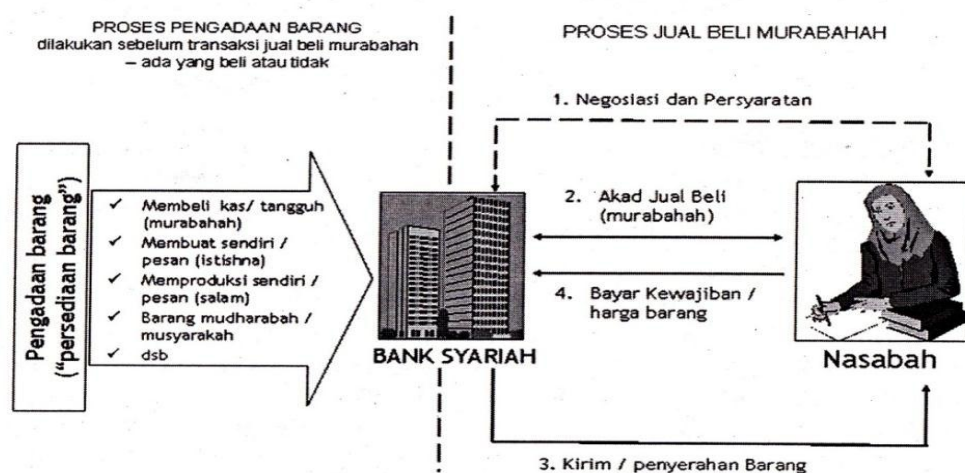 PROSES PENGADAAN BARANG
dilakukan sebelum transaksi jual beli murabahah
– ada yang beli atau tidak
PROSES JUAL BELI MURABAHAH
Pengadaan barang
("persediaan barang")
✓ Membeli kas/ tangguh
(murabahah)
✓ Membuat sendiri /
pesan (istishna)
✓ Memproduksi sendiri /
pesan (salam)
✓ Barang mudharabah /
musyarakah
✓ dsb
BANK SYARIAH
1. Negosiasi dan Persyaratan
2. Akad Jual Beli
(murabahah)
4. Bayar Kewajiban /
harga barang
Nasabah
3. Kirim / penyerahan Barang